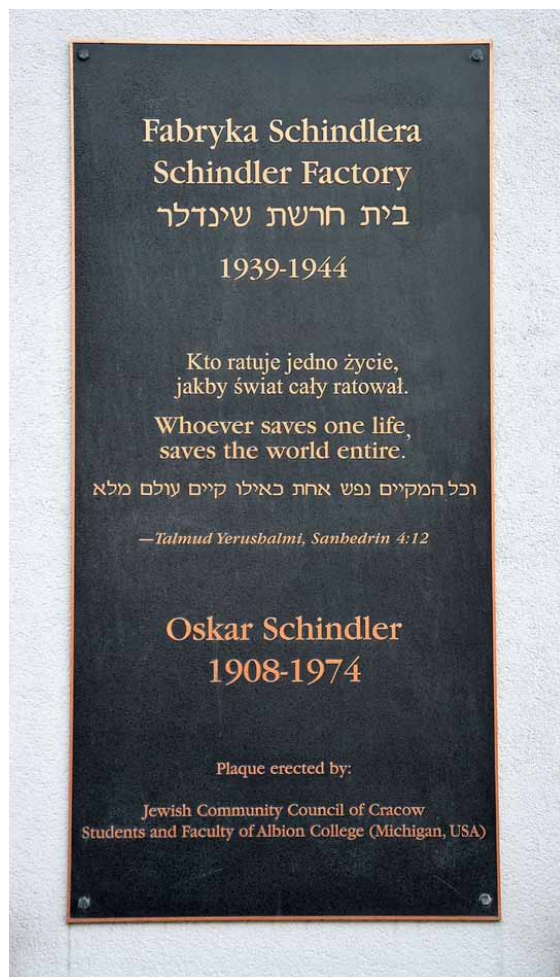 Fabryka Schindlera
Schindler Factory
בית חרשת שינדלר
1939-1944
Kto ratuje jedno życie,
jakby świat cały ratował.
Whoever saves one life,
saves the world entire.
וכל המקיים נפש אחת כאילו קיים עולם מלא
—Talmud Yerushalmi, Sanhedrin 4:12
Oskar Schindler
1908-1974
Plaque erected by:
Jewish Community Council of Cracow
Students and Faculty of Albion College (Michigan, USA)